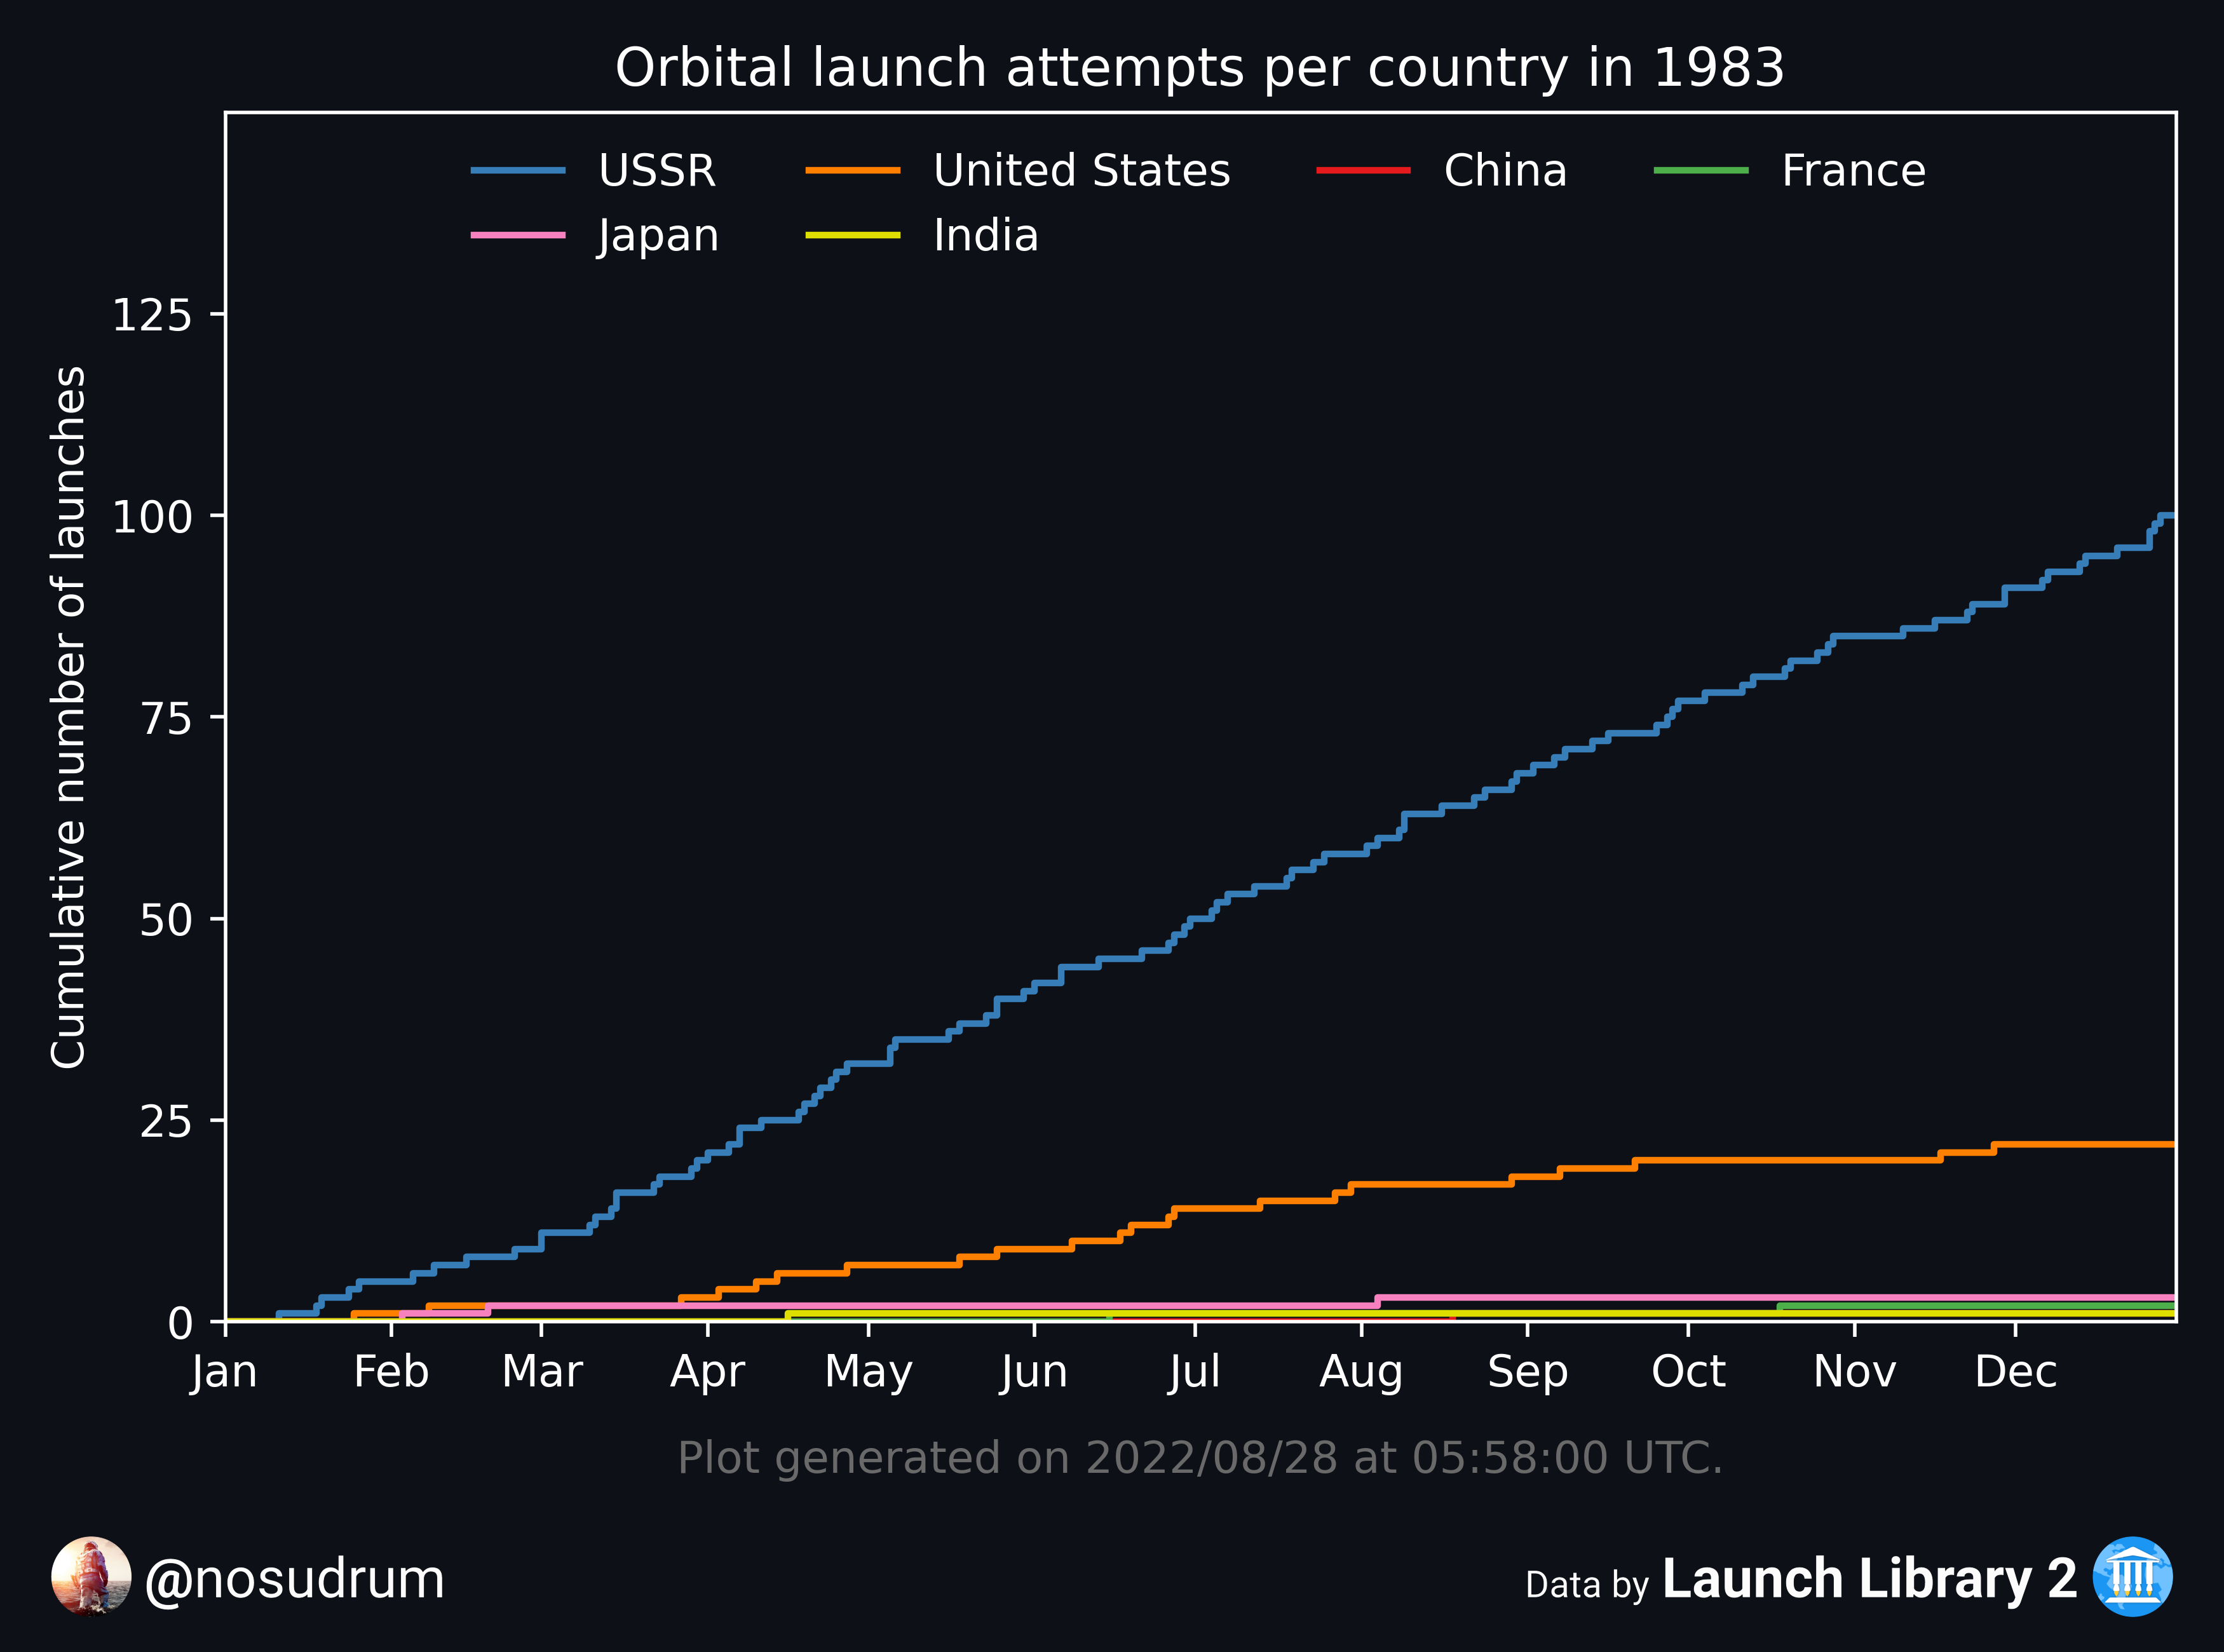 Orbital launch attempts per country in 1983
USSR United States China France
Japan India
Cumulative number of launches
125
100
75
50
25
0
Jan Feb Mar Apr May Jun Jul Aug Sep Oct Nov Dec
Plot generated on 2022/08/28 at 05:58:00 UTC.
@nosudrum
Data by Launch Library 2